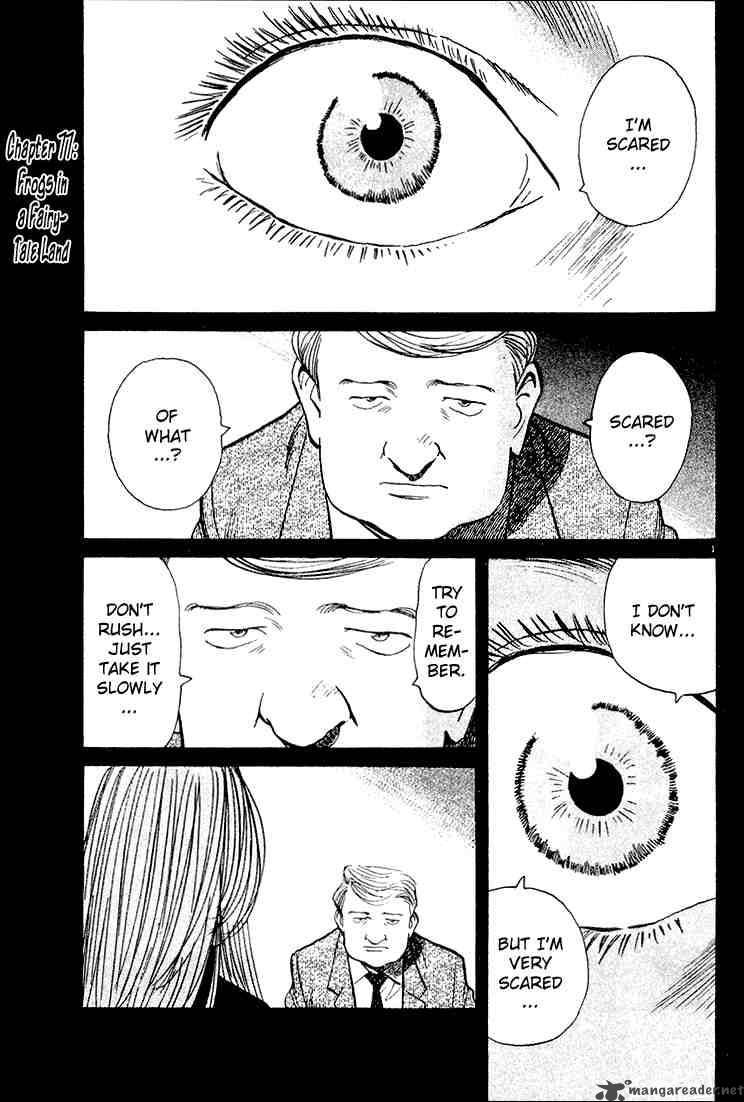 Chapter 77:
Frogs in
a Fairy-
Tale Land
I'M
SCARED
...
SCARED
...?
OF
WHAT
...?
I DON'T
KNOW...
BUT I'M
VERY
SCARED
...
TRY
TO
RE-
MEM-
BER.
DON'T
RUSH...
JUST
TAKE IT
SLOWLY
...
1
mangareader.net